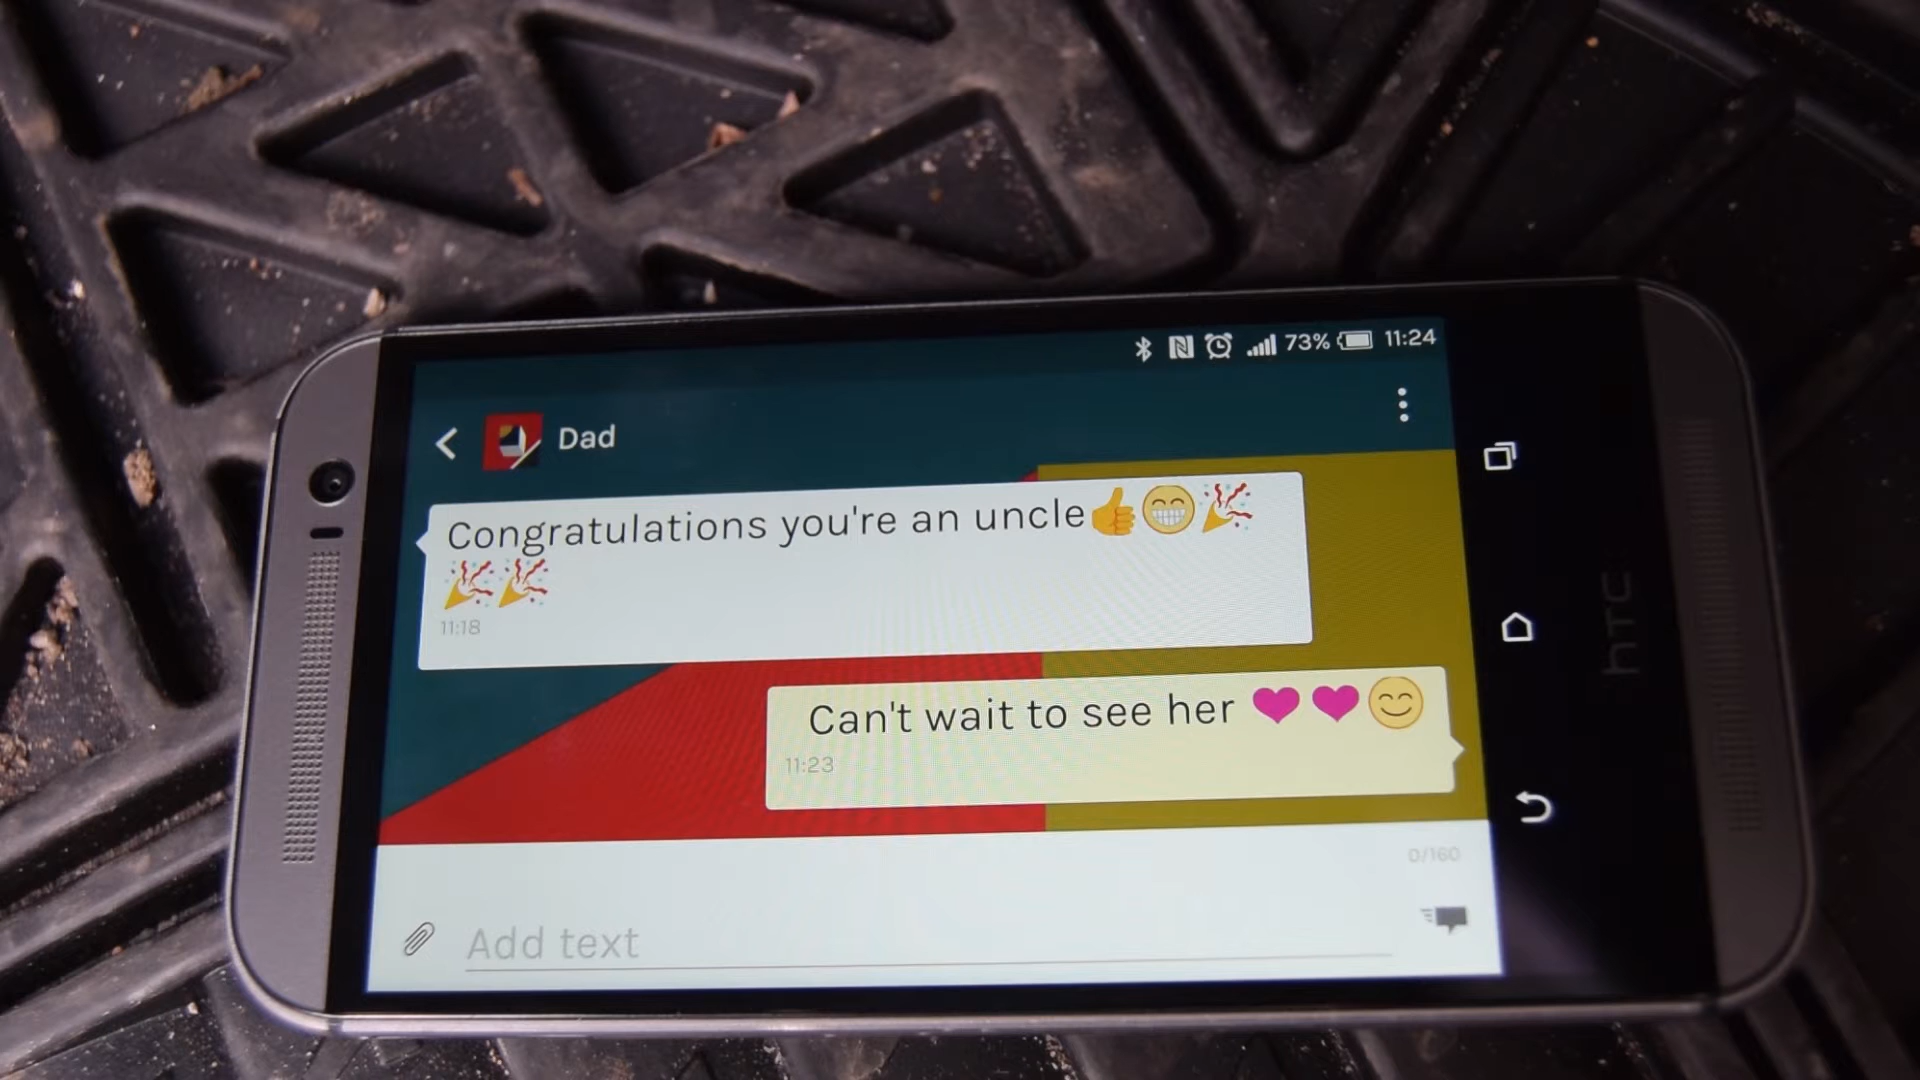 73% 11:24
Dad
Congratulations you're an uncle👍😁🎉
🎉🎉
11:18
Can't wait to see her 💗💗😊
11:23
0/160
Add text
hTC